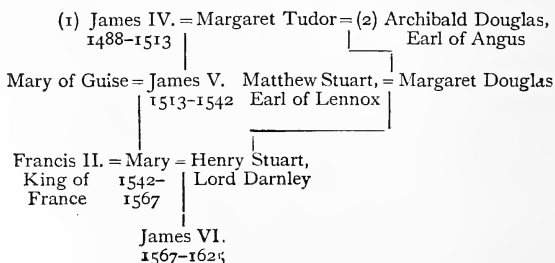 (1) James IV. = Margaret Tudor = (2) Archibald Douglas,
1488–1513 Earl of Angus
Mary of Guise = James V. Matthew Stuart, = Margaret Douglas
1513–1542 Earl of Lennox
Francis II. = Mary = Henry Stuart,
King of 1542– Lord Darnley
France 1567
James VI.
1567–1625